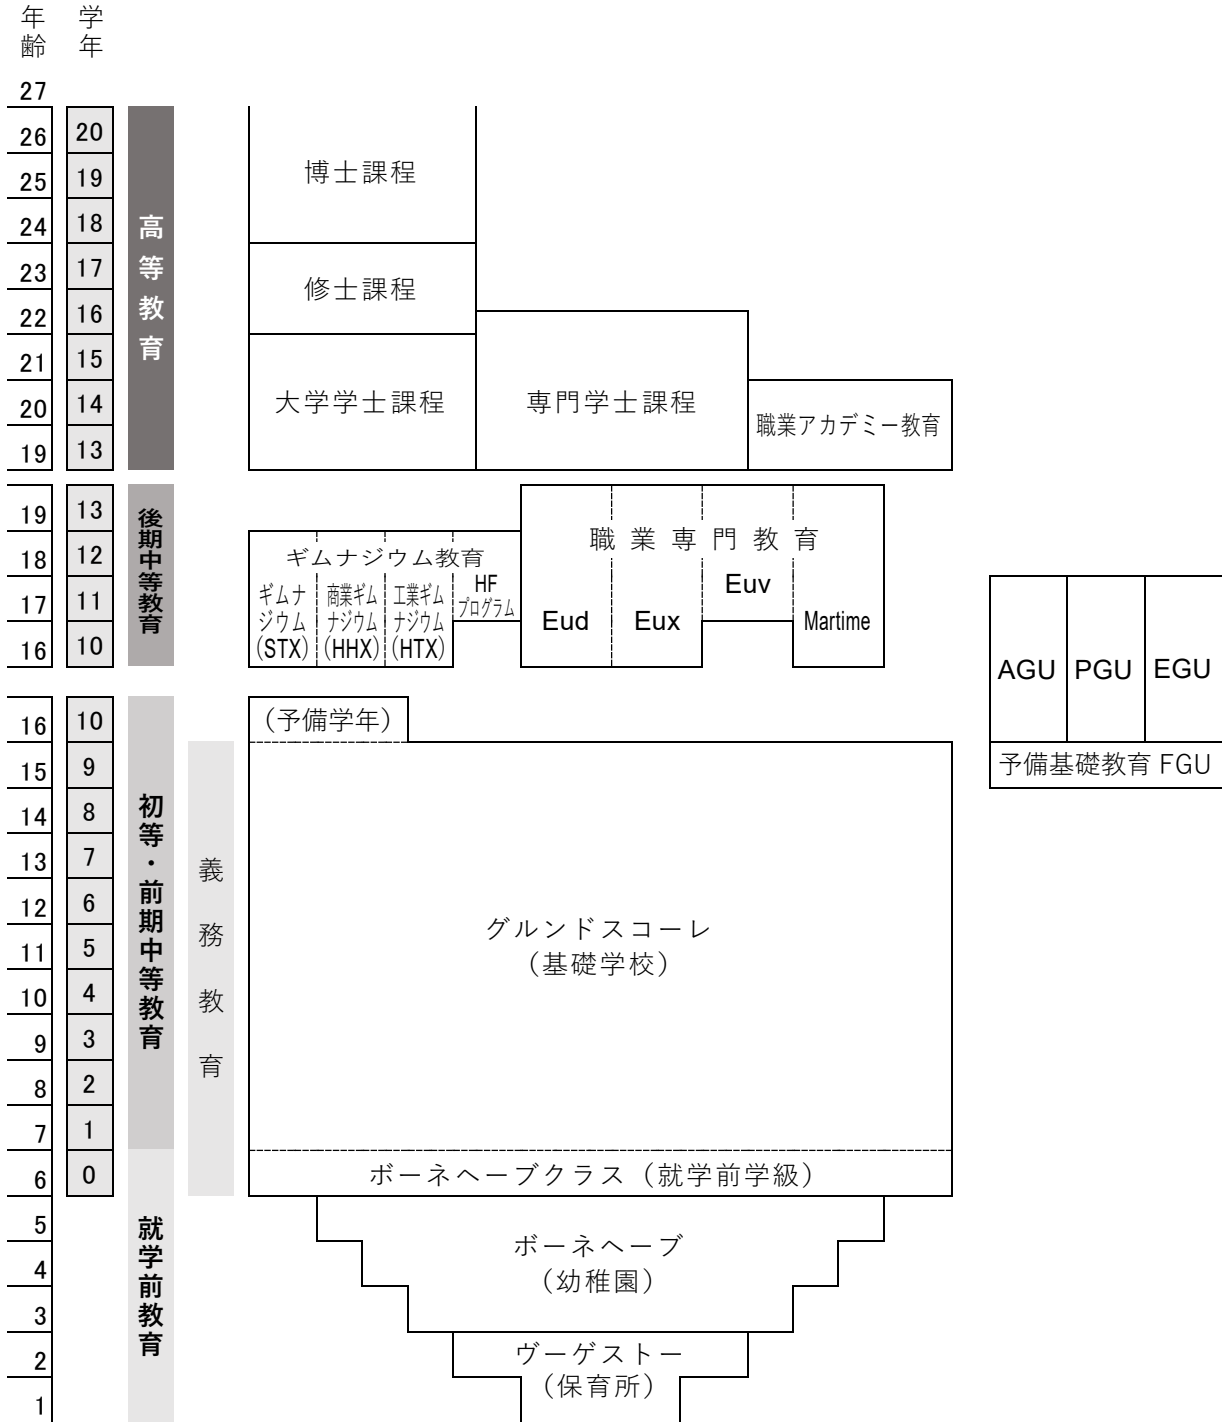 年齢
学年
27
26
25
24
23
22
21
20
19
20
19
18
17
16
15
14
13
高等教育
博士課程
修士課程
大学学士課程
専門学士課程
職業アカデミー教育
19
18
17
16
13
12
11
10
後期中等教育
ギムナジウム教育
ギムナ
ジウム
(STX)
商業ギム
ナジウム
(HHX)
工業ギム
ナジウム
(HTX)
HF
プログラム
職業専門教育
Eud
Eux
Euv
Martime
AGU
PGU
EGU
予備基礎教育 FGU
16
15
14
13
12
11
10
9
8
7
6
5
4
3
2
1
10
9
8
7
6
5
4
3
2
1
0
初等・前期中等教育
就学前教育
義務教育
(予備学年)
グルンドスコーレ
(基礎学校)
ボーネヘーブクラス(就学前学級)
ボーネヘーブ
(幼稚園)
ヴーゲストー
(保育所)